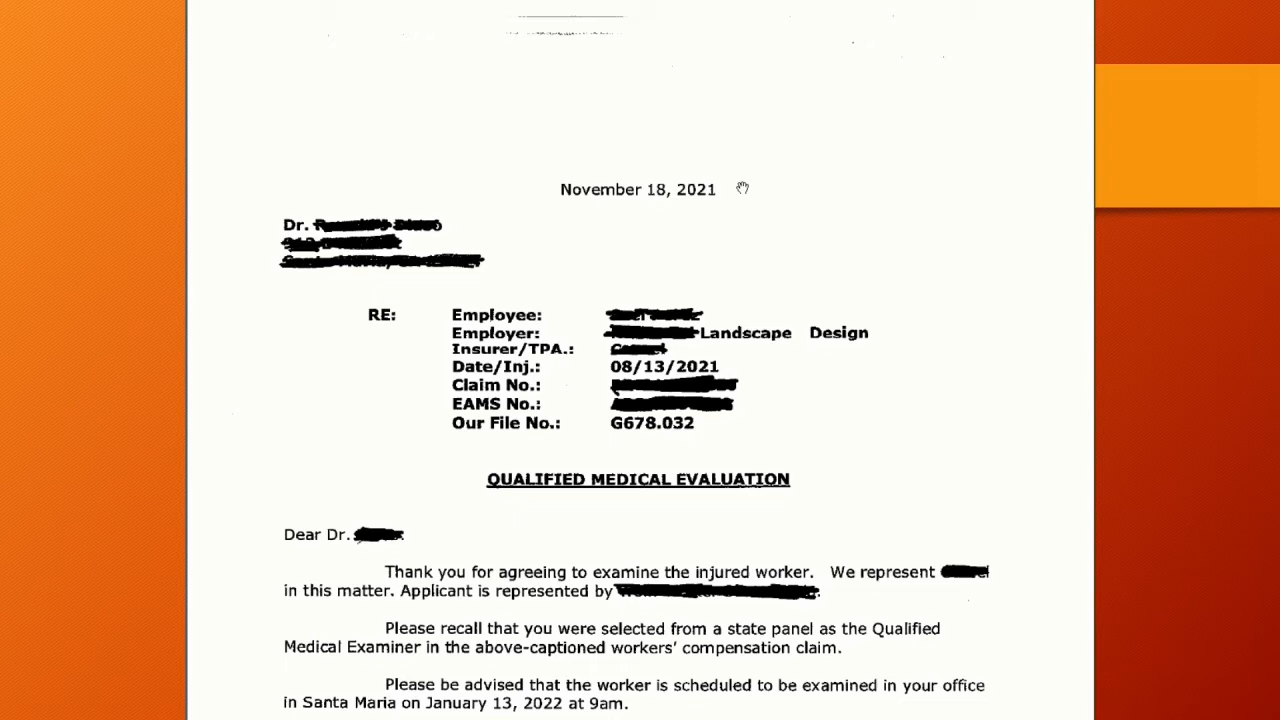 November 18, 2021
Dr.
RE: Employee:
Employer: Landscape Design
Insurer/TPA.:
Date/Inj.: 08/13/2021
Claim No.:
EAMS No.:
Our File No.: G678.032
QUALIFIED MEDICAL EVALUATION
Dear Dr.
Thank you for agreeing to examine the injured worker. We represent
in this matter. Applicant is represented by
Please recall that you were selected from a state panel as the Qualified
Medical Examiner in the above-captioned workers’ compensation claim.
Please be advised that the worker is scheduled to be examined in your office
in Santa Maria on January 13, 2022 at 9am.